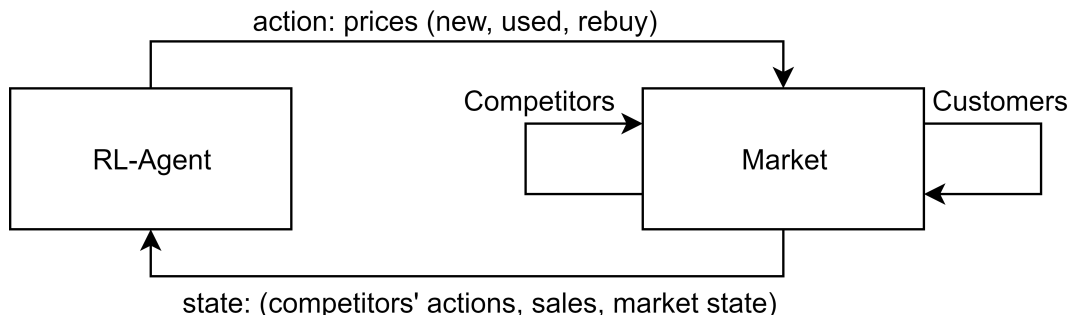 action: prices (new, used, rebuy)
Competitors
Customers
RL-Agent
Market
state: (competitors' actions, sales, market state)